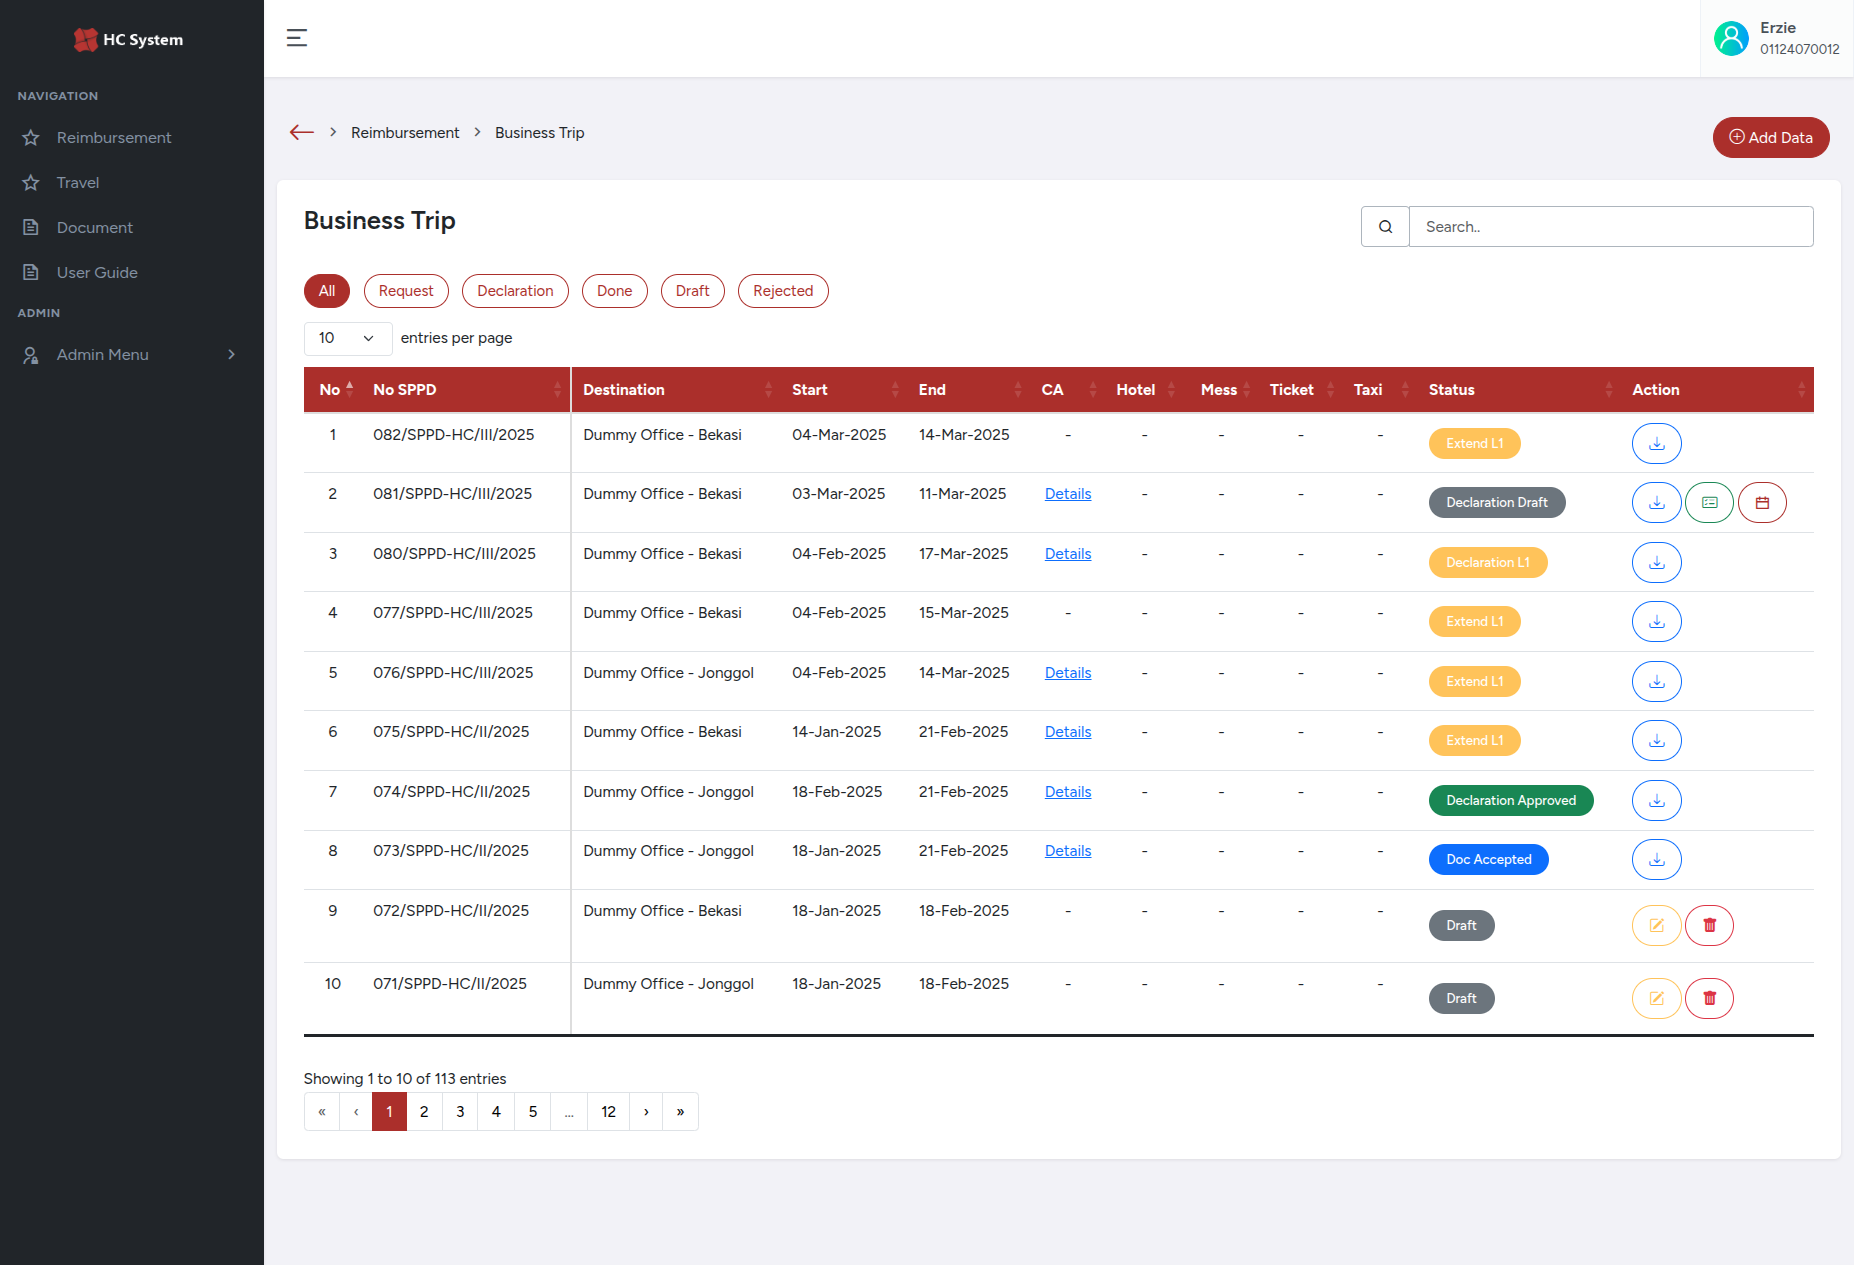 HC System
NAVIGATION
Reimbursement
Travel
Document
User Guide
ADMIN
Admin Menu
Erzie
01124070012
Reimbursement
Business Trip
Add Data
Business Trip
Search..
All Request Declaration Done Draft Rejected
10 entries per page
No No SPPD Destination Start End CA Hotel Mess Ticket Taxi Status Action
1 082/SPPD-HC/III/2025 Dummy Office - Bekasi 04-Mar-2025 14-Mar-2025 - - - - - Extend L1
2 081/SPPD-HC/III/2025 Dummy Office - Bekasi 03-Mar-2025 11-Mar-2025 Details - - - - Declaration Draft
3 080/SPPD-HC/III/2025 Dummy Office - Bekasi 04-Feb-2025 17-Mar-2025 Details - - - - Declaration L1
4 077/SPPD-HC/III/2025 Dummy Office - Bekasi 04-Feb-2025 15-Mar-2025 - - - - - Extend L1
5 076/SPPD-HC/III/2025 Dummy Office - Jonggol 04-Feb-2025 14-Mar-2025 Details - - - - Extend L1
6 075/SPPD-HC/II/2025 Dummy Office - Bekasi 14-Jan-2025 21-Feb-2025 Details - - - - Extend L1
7 074/SPPD-HC/II/2025 Dummy Office - Jonggol 18-Feb-2025 21-Feb-2025 Details - - - - Declaration Approved
8 073/SPPD-HC/II/2025 Dummy Office - Jonggol 18-Jan-2025 21-Feb-2025 Details - - - - Doc Accepted
9 072/SPPD-HC/II/2025 Dummy Office - Bekasi 18-Jan-2025 18-Feb-2025 - - - - - Draft
10 071/SPPD-HC/II/2025 Dummy Office - Jonggol 18-Jan-2025 18-Feb-2025 - - - - - Draft
Showing 1 to 10 of 113 entries
« ‹ 1 2 3 4 5 ... 12 › »